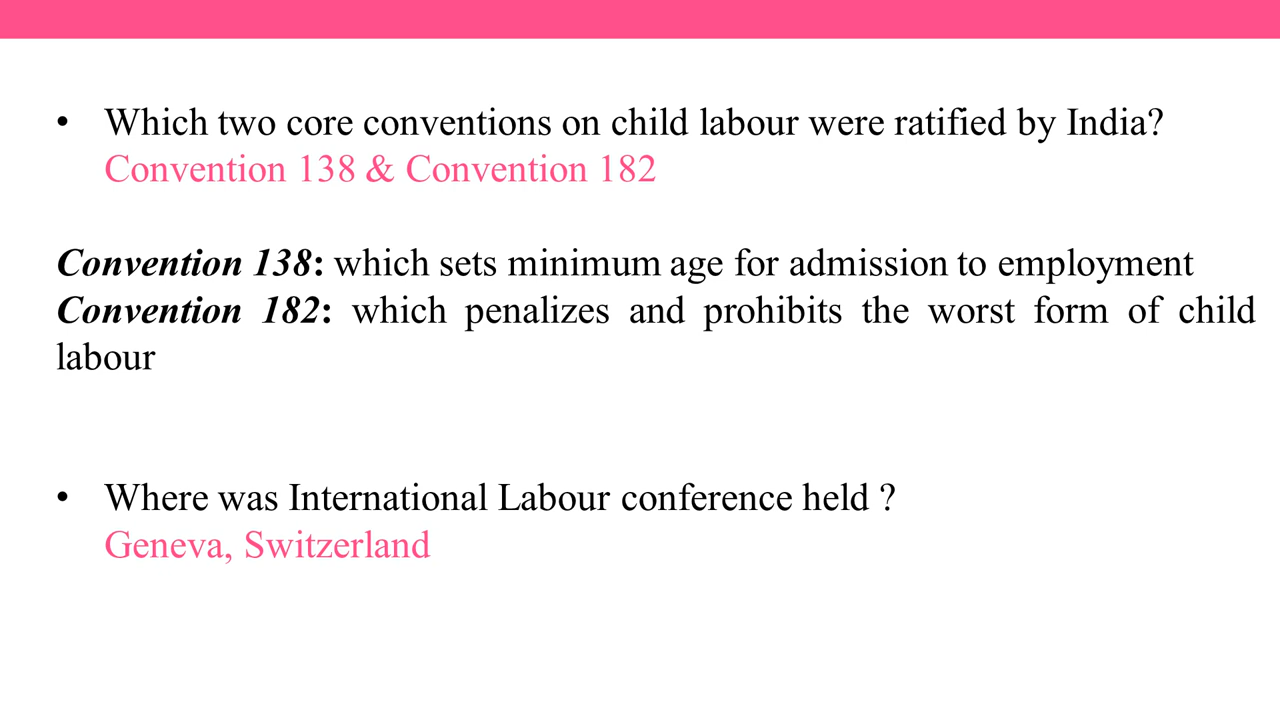 • Which two core conventions on child labour were ratified by India?
Convention 138 & Convention 182
Convention 138: which sets minimum age for admission to employment
Convention 182: which penalizes and prohibits the worst form of child
labour
• Where was International Labour conference held ?
Geneva, Switzerland